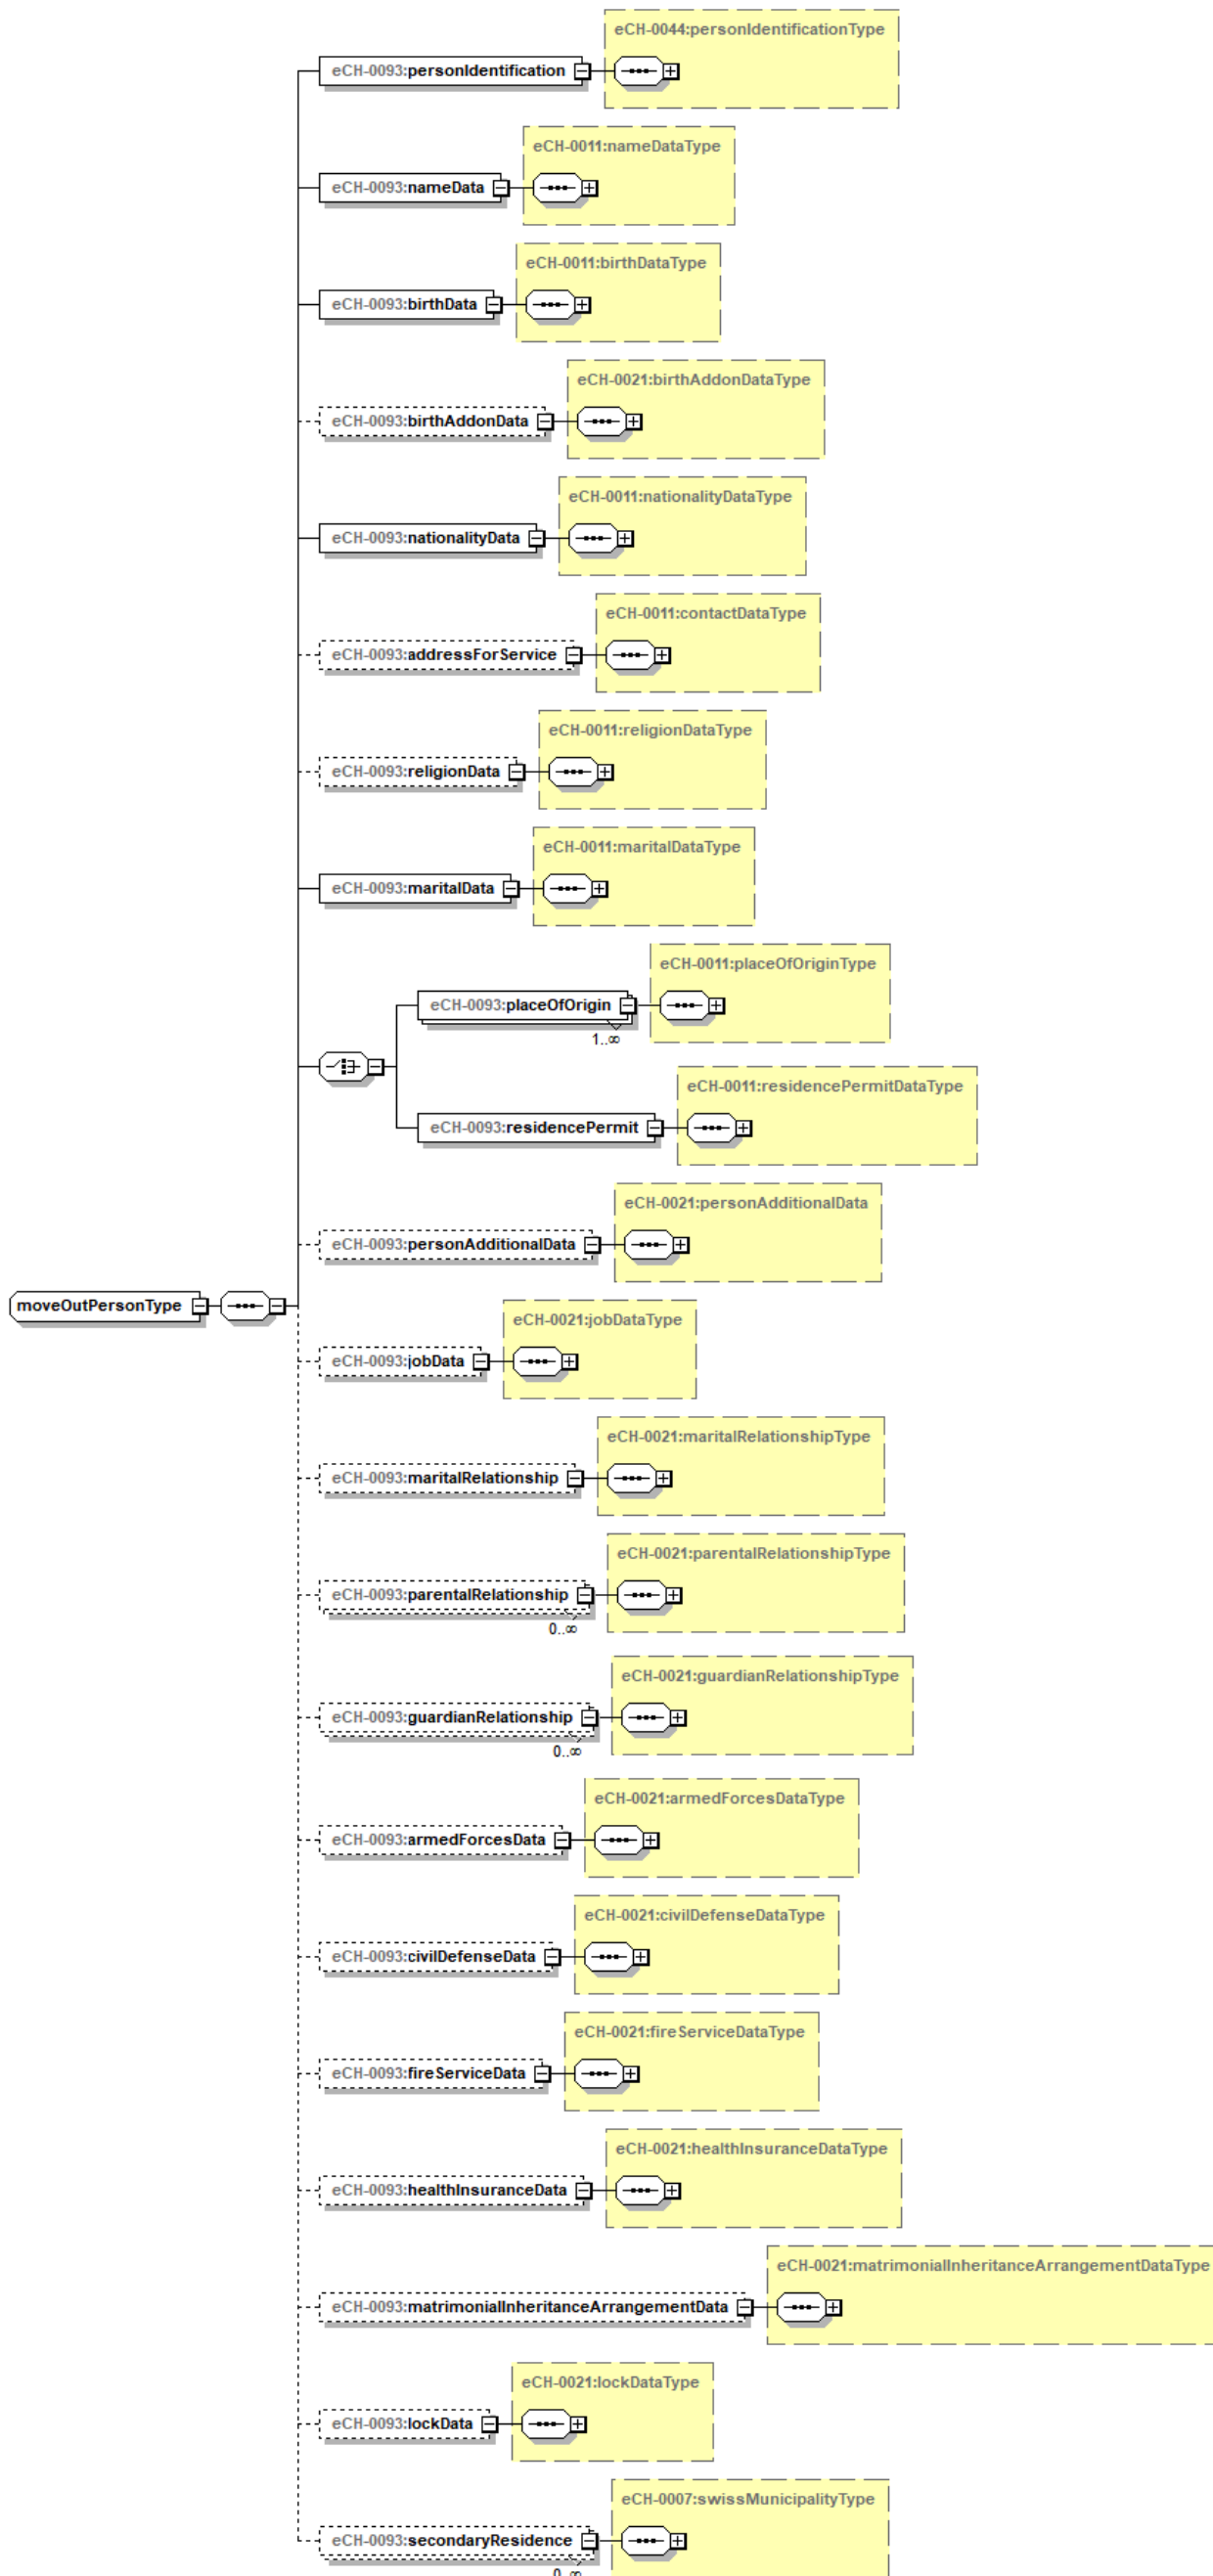 eCH-0044:personIdentificationType
eCH-0093:personIdentification
eCH-0011:nameDataType
eCH-0093:nameData
eCH-0011:birthDataType
eCH-0093:birthData
eCH-0021:birthAddonDataType
eCH-0093:birthAddonData
eCH-0011:nationalityDataType
eCH-0093:nationalityData
eCH-0011:contactDataType
eCH-0093:addressForService
eCH-0011:religionDataType
eCH-0093:religionData
eCH-0011:maritalDataType
eCH-0093:maritalData
eCH-0011:placeOfOriginType
eCH-0093:placeOfOrigin
1..∞
eCH-0011:residencePermitDataType
eCH-0093:residencePermit
eCH-0021:personAdditionalData
eCH-0093:personAdditionalData
moveOutPersonType
eCH-0021:jobDataType
eCH-0093:jobData
eCH-0021:maritalRelationshipType
eCH-0093:maritalRelationship
eCH-0021:parentalRelationshipType
eCH-0093:parentalRelationship
0..∞
eCH-0021:guardianRelationshipType
eCH-0093:guardianRelationship
0..∞
eCH-0021:armedForcesDataType
eCH-0093:armedForcesData
eCH-0021:civilDefenseDataType
eCH-0093:civilDefenseData
eCH-0021:fireServiceDataType
eCH-0093:fireServiceData
eCH-0021:healthInsuranceDataType
eCH-0093:healthInsuranceData
eCH-0021:matrimonialInheritanceArrangementDataType
eCH-0093:matrimonialInheritanceArrangementData
eCH-0021:lockDataType
eCH-0093:lockData
eCH-0007:swissMunicipalityType
eCH-0093:secondaryResidence
0..∞